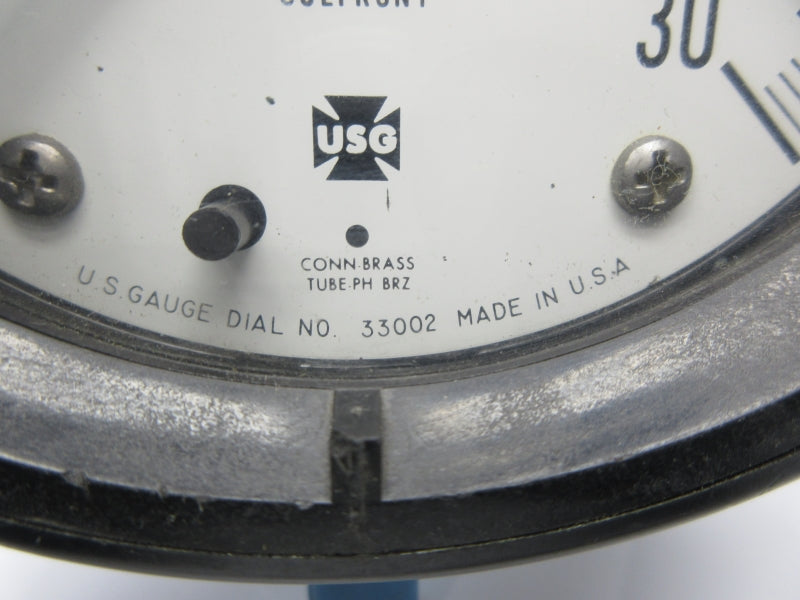 30
USG
CONN-BRASS
TUBE-PH BRZ
U.S.GAUGE DIAL NO. 33002 MADE IN U.S.A